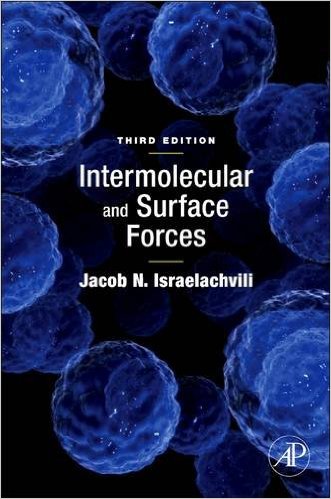 THIRD EDITION
Intermolecular
and Surface
Forces
Jacob N. Israelachvili
AP